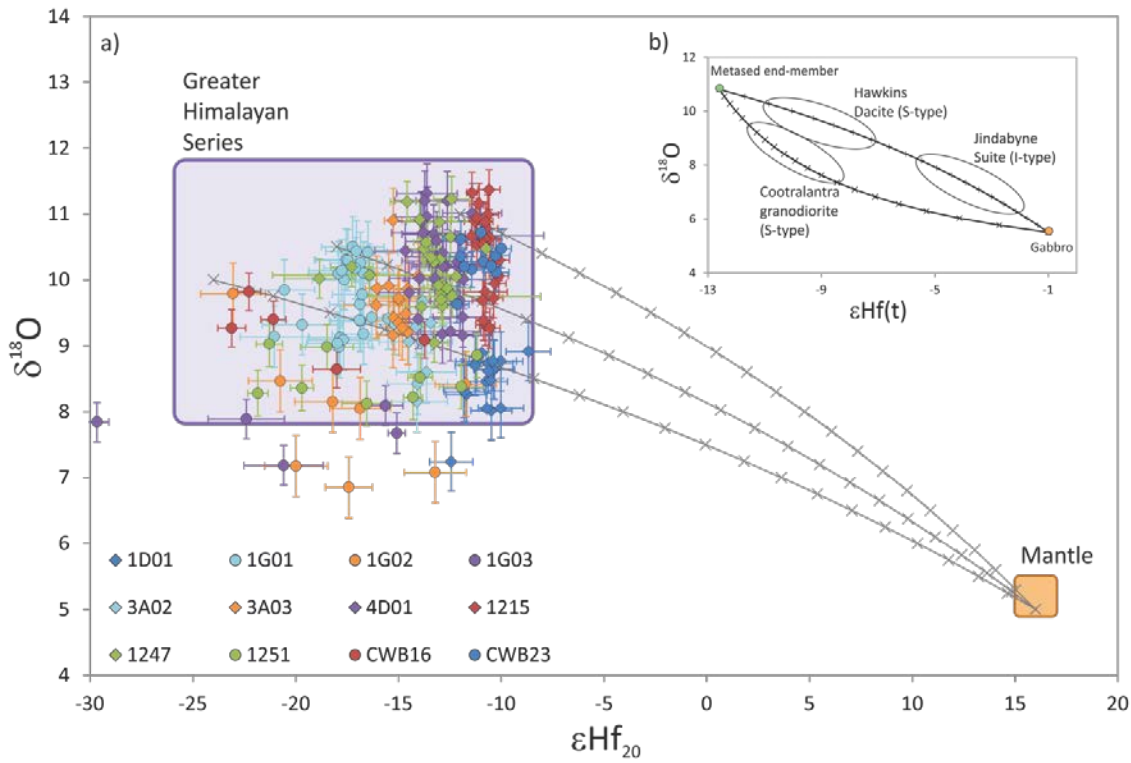 a)
b)
Greater
Himalayan
Series
Mantle
δ18O
14
13
12
11
10
9
8
7
6
5
4
-30
-25
-20
-15
-10
-5
0
5
10
15
20
εHf20
1D01
1G01
1G02
1G03
3A02
3A03
4D01
1215
1247
1251
CWB16
CWB23
Metased end-member
Hawkins
Dacite (S-type)
Jindabyne
Suite (I-type)
Cootralantra
granodiorite
(S-type)
Gabbro
δ18O
12
10
8
6
4
-13
-9
-5
-1
εHf(t)